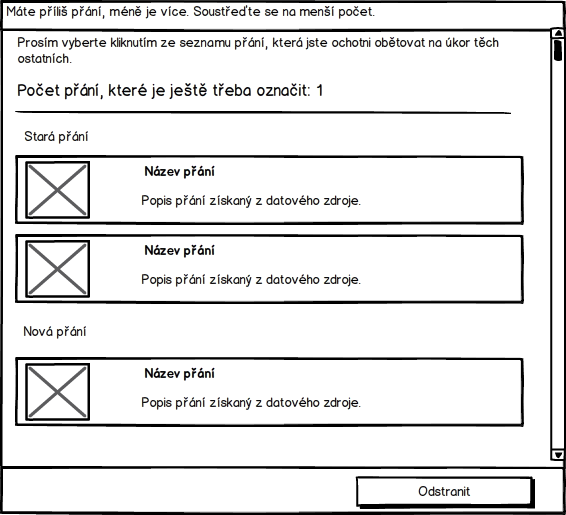 Máte příliš přání, méně je více. Soustřeďte se na menší počet.
Prosím vyberte kliknutím ze seznamu přání, která jste ochotni obětovat na úkor těch
ostatních.
Počet přání, které je ještě třeba označit: 1
Stará přání
Název přání
Popis přání získaný z datového zdroje.
Název přání
Popis přání získaný z datového zdroje.
Nová přání
Název přání
Popis přání získaný z datového zdroje.
Odstranit